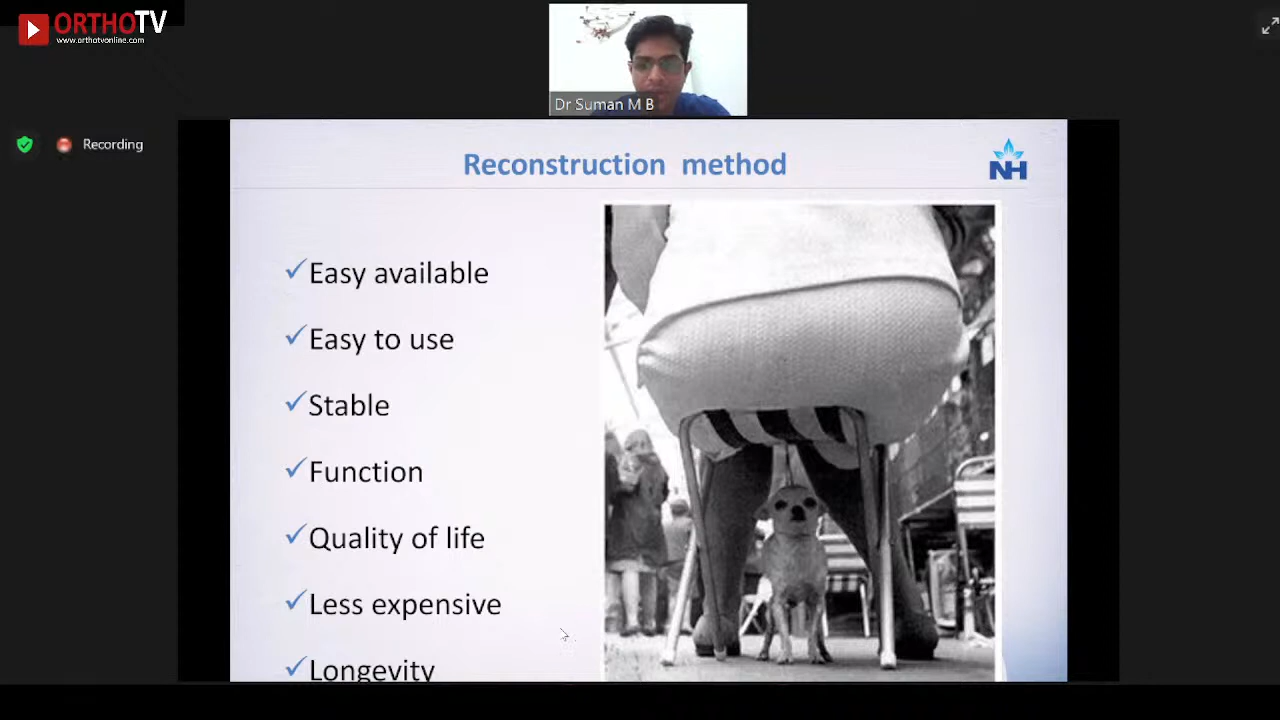 ORTHOTV
www.orthotvonline.com
Dr Suman M B
Recording
Reconstruction method
NH
Easy available
Easy to use
Stable
Function
Quality of life
Less expensive
Longevity